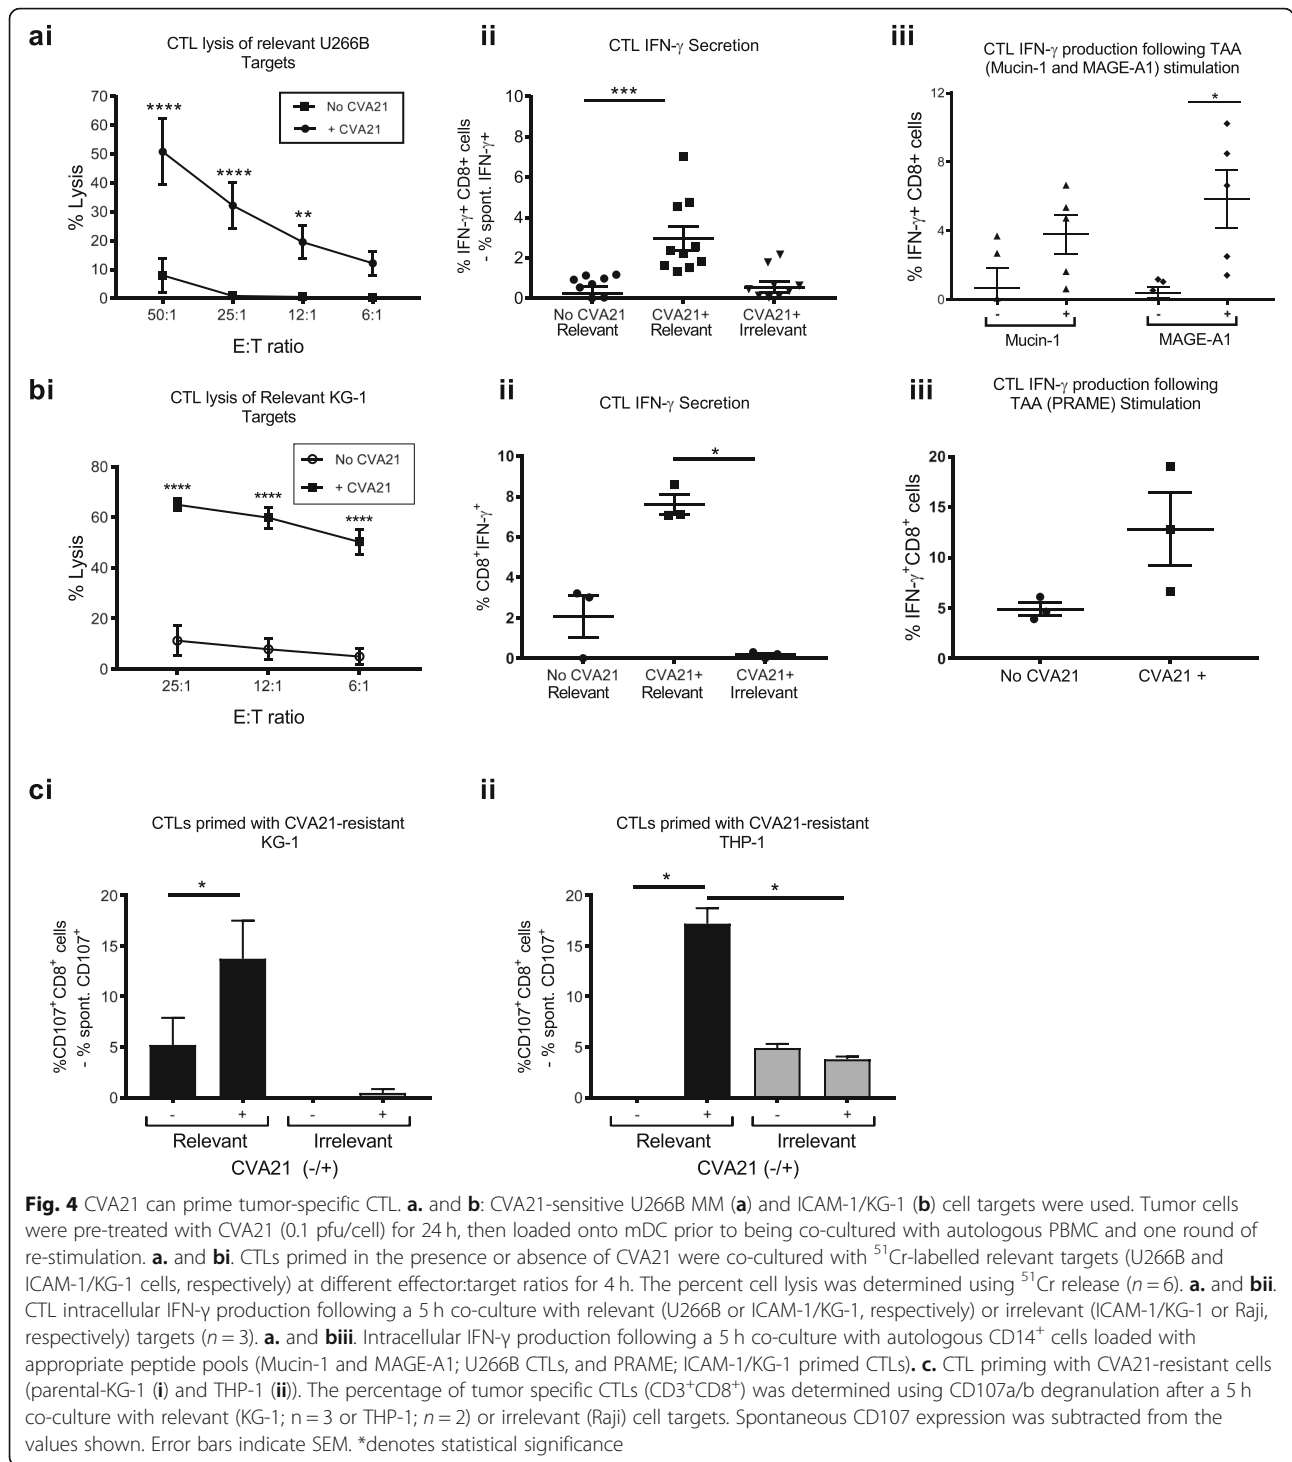 ai
CTL lysis of relevant U266B
Targets
No CVA21
+ CVA21
% Lysis
70
60
50
40
30
20
10
0
****
****
**
50:1
25:1
12:1
6:1
E:T ratio
ii
CTL IFN-γ Secretion
% IFN-γ+ CD8+ cells
- % spont. IFN-γ+
10
8
6
4
2
0
***
No CVA21
Relevant
CVA21+
Relevant
CVA21+
Irrelevant
iii
CTL IFN-γ production following TAA
(Mucin-1 and MAGE-A1) stimulation
% IFN-γ+ CD8+ cells
12
8
4
0
*
-
+
-
+
Mucin-1
MAGE-A1
bi
CTL lysis of Relevant KG-1
Targets
No CVA21
+ CVA21
% Lysis
80
60
40
20
0
****
****
****
25:1
12:1
6:1
E:T ratio
ii
CTL IFN-γ Secretion
% CD8+IFN-γ+
10
8
6
4
2
0
*
No CVA21
Relevant
CVA21+
Relevant
CVA21+
Irrelevant
iii
CTL IFN-γ production following
TAA (PRAME) Stimulation
% IFN-γ+CD8+ cells
20
15
10
5
0
No CVA21
CVA21 +
ci
CTLs primed with CVA21-resistant
KG-1
%CD107+CD8+ cells
- % spont. CD107+
20
15
10
5
0
*
-
+
-
+
Relevant
Irrelevant
CVA21 (-/+)
ii
CTLs primed with CVA21-resistant
THP-1
%CD107+CD8+ cells
- % spont. CD107+
20
15
10
5
0
*
*
-
+
-
+
Relevant
Irrelevant
CVA21 (-/+)
Fig. 4 CVA21 can prime tumor-specific CTL. a. and b: CVA21-sensitive U266B MM (a) and ICAM-1/KG-1 (b) cell targets were used. Tumor cells
were pre-treated with CVA21 (0.1 pfu/cell) for 24 h, then loaded onto mDC prior to being co-cultured with autologous PBMC and one round of
re-stimulation. a. and bi. CTLs primed in the presence or absence of CVA21 were co-cultured with 51Cr-labelled relevant targets (U266B and
ICAM-1/KG-1 cells, respectively) at different effector:target ratios for 4 h. The percent cell lysis was determined using 51Cr release (n = 6). a. and bii.
CTL intracellular IFN-γ production following a 5 h co-culture with relevant (U266B or ICAM-1/KG-1, respectively) or irrelevant (ICAM-1/KG-1 or Raji,
respectively) targets (n = 3). a. and biii. Intracellular IFN-γ production following a 5 h co-culture with autologous CD14+ cells loaded with
appropriate peptide pools (Mucin-1 and MAGE-A1; U266B CTLs, and PRAME; ICAM-1/KG-1 primed CTLs). c. CTL priming with CVA21-resistant cells
(parental-KG-1 (i) and THP-1 (ii)). The percentage of tumor specific CTLs (CD3+CD8+) was determined using CD107a/b degranulation after a 5 h
co-culture with relevant (KG-1; n = 3 or THP-1; n = 2) or irrelevant (Raji) cell targets. Spontaneous CD107 expression was subtracted from the
values shown. Error bars indicate SEM. *denotes statistical significance